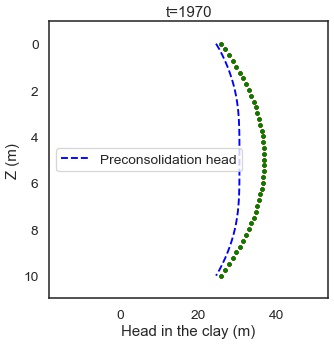 t=1970
0
2
4
6
8
10
Z (m)
Preconsolidation head
0
20
40
Head in the clay (m)